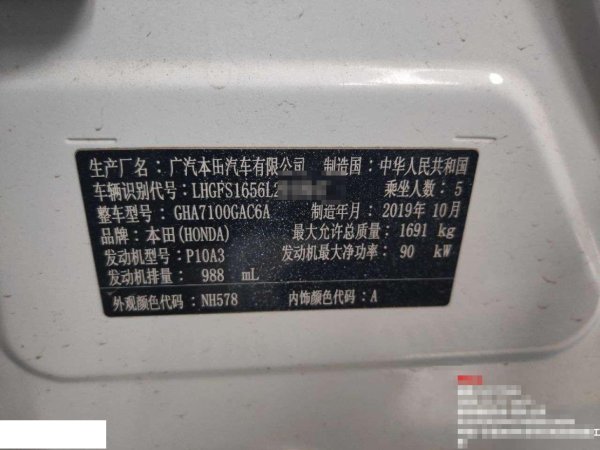 生产厂名：广汽本田汽车有限公司 制造国：中华人民共和国
车辆识别代号：LHGFS1656L2 乘坐人数：5
整车型号：GHA7100GAC6A 制造年月：2019年10月
品牌：本田(HONDA) 最大允许总质量：1691 kg
发动机型号：P10A3 发动机最大净功率：90 kW
发动机排量：988 mL
外观颜色代码：NH578 内饰颜色代码：A